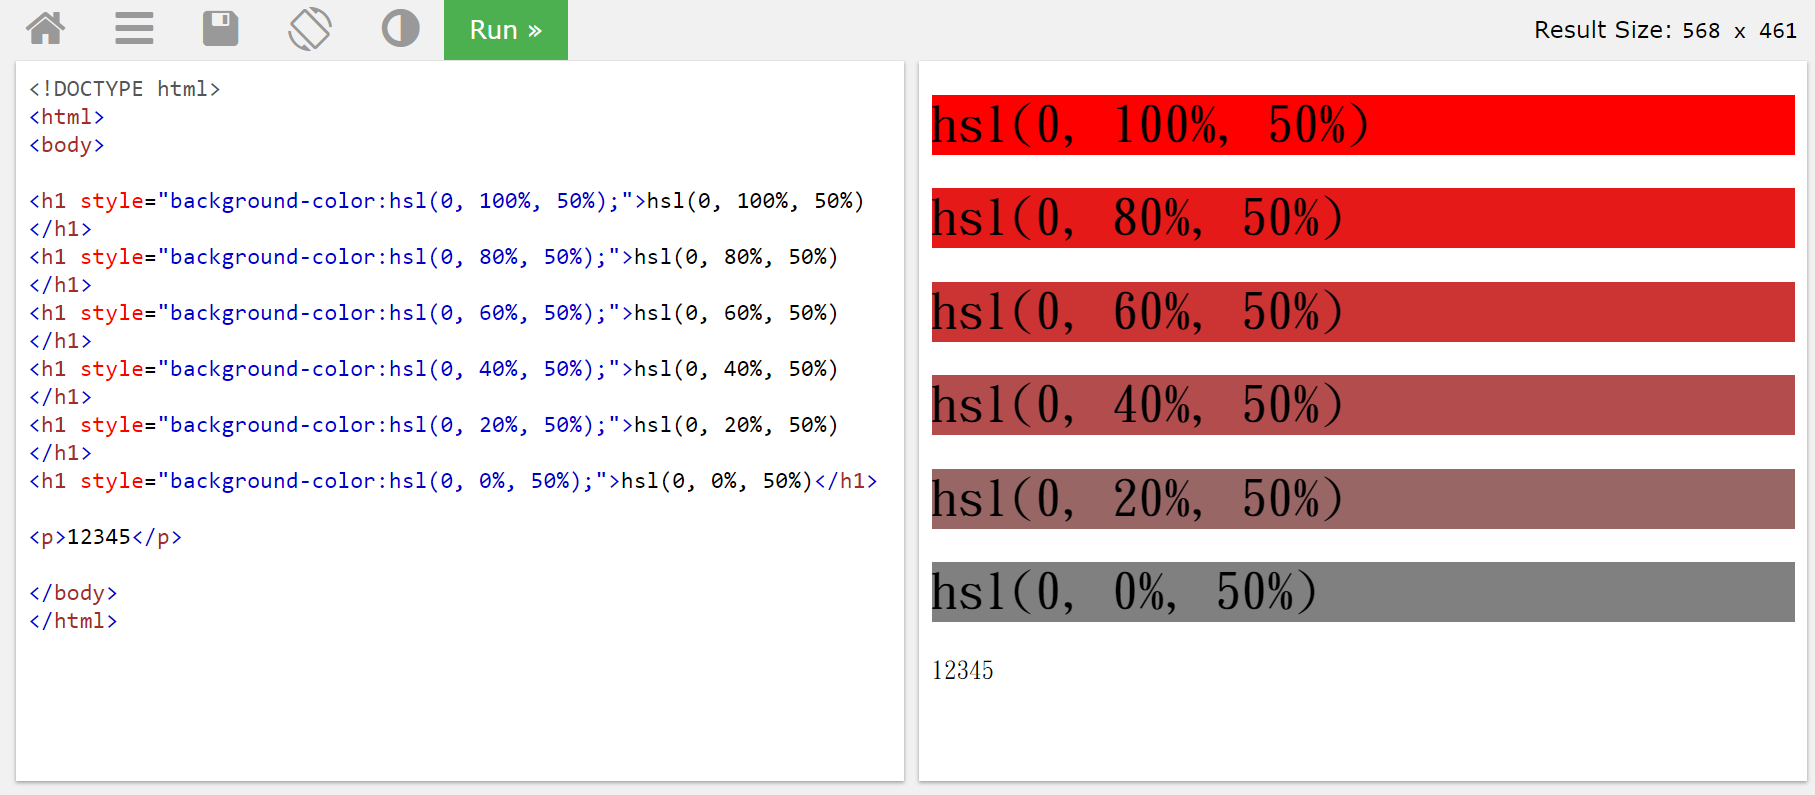 Run »
Result Size: 568 x 461
<!DOCTYPE html>
<html>
<body>
<h1 style="background-color:hsl(0, 100%, 50%);">hsl(0, 100%, 50%)
</h1>
<h1 style="background-color:hsl(0, 80%, 50%);">hsl(0, 80%, 50%)
</h1>
<h1 style="background-color:hsl(0, 60%, 50%);">hsl(0, 60%, 50%)
</h1>
<h1 style="background-color:hsl(0, 40%, 50%);">hsl(0, 40%, 50%)
</h1>
<h1 style="background-color:hsl(0, 20%, 50%);">hsl(0, 20%, 50%)
</h1>
<h1 style="background-color:hsl(0, 0%, 50%);">hsl(0, 0%, 50%)</h1>
<p>12345</p>
</body>
</html>
hsl(0, 100%, 50%)
hsl(0, 80%, 50%)
hsl(0, 60%, 50%)
hsl(0, 40%, 50%)
hsl(0, 20%, 50%)
hsl(0, 0%, 50%)
12345